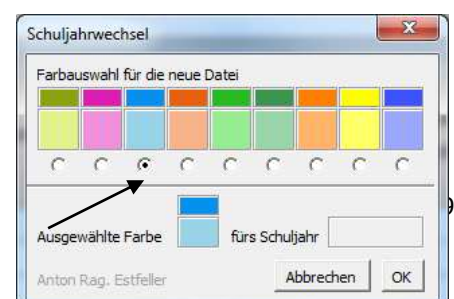 Schuljahrwechsel
Farbauswahl für die neue Datei
Ausgewählte Farbe fürs Schuljahr
Anton Rag. Estfeller Abbrechen OK